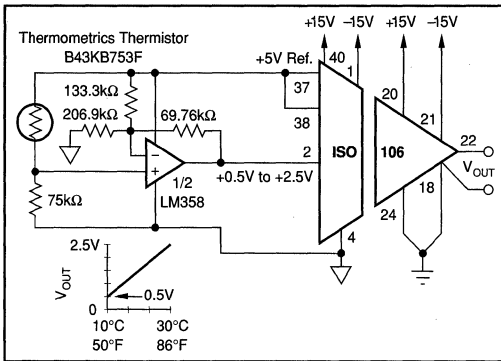 +15V
−15V
+15V
−15V
Thermometrics Thermistor
B43KB753F
+5V Ref.
40
1
37
38
20
21
133.3kΩ
206.9kΩ
69.76kΩ
−
+
2
ISO
106
22
V OUT
1/2
LM358
+0.5V to +2.5V
75kΩ
4
24
18
2.5V
V OUT
0.5V
0
10°C
30°C
50°F
86°F